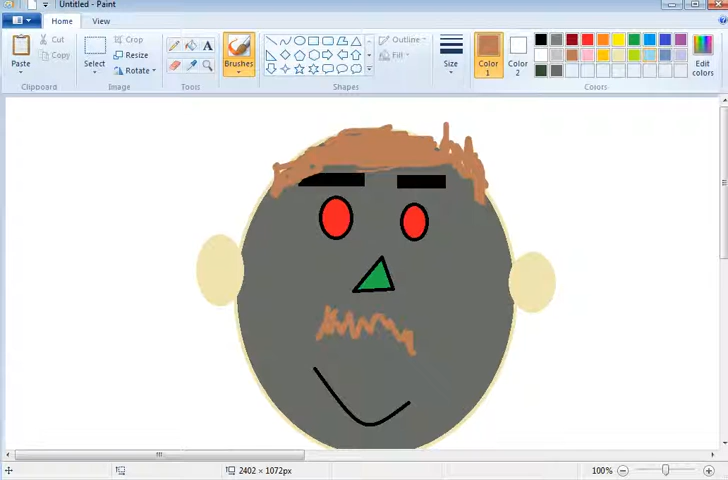 Untitled - Paint
Home View
Paste
Cut
Copy
Clipboard
Select
Crop
Resize
Rotate
Image
A
Tools
Brushes
Outline
Fill
Shapes
Size
Color 1
Color 2
Edit colors
Colors
2402 × 1072px
100%